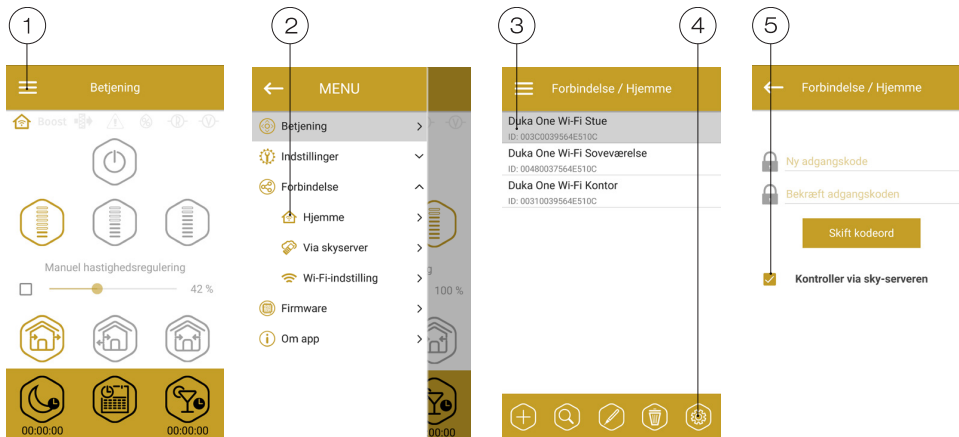 1
Betjening
Boost
Manuel hastighedsregulering
42 %
00:00:00
00:00:00
2
MENU
Betjening
Indstillinger
Forbindelse
Hjemme
Via skyserver
Wi-Fi-indstilling
Firmware
Om app
g
100 %
00:00
3
4
Forbindelse / Hjemme
Duka One Wi-Fi Stue
ID: 003C0039564E510C
Duka One Wi-Fi Soveværelse
ID: 00480037564E510C
Duka One Wi-Fi Kontor
ID: 00310039564E510C
5
Forbindelse / Hjemme
Ny adgangskode
Bekræft adgangskoden
Skift kodeord
Kontroller via sky-serveren